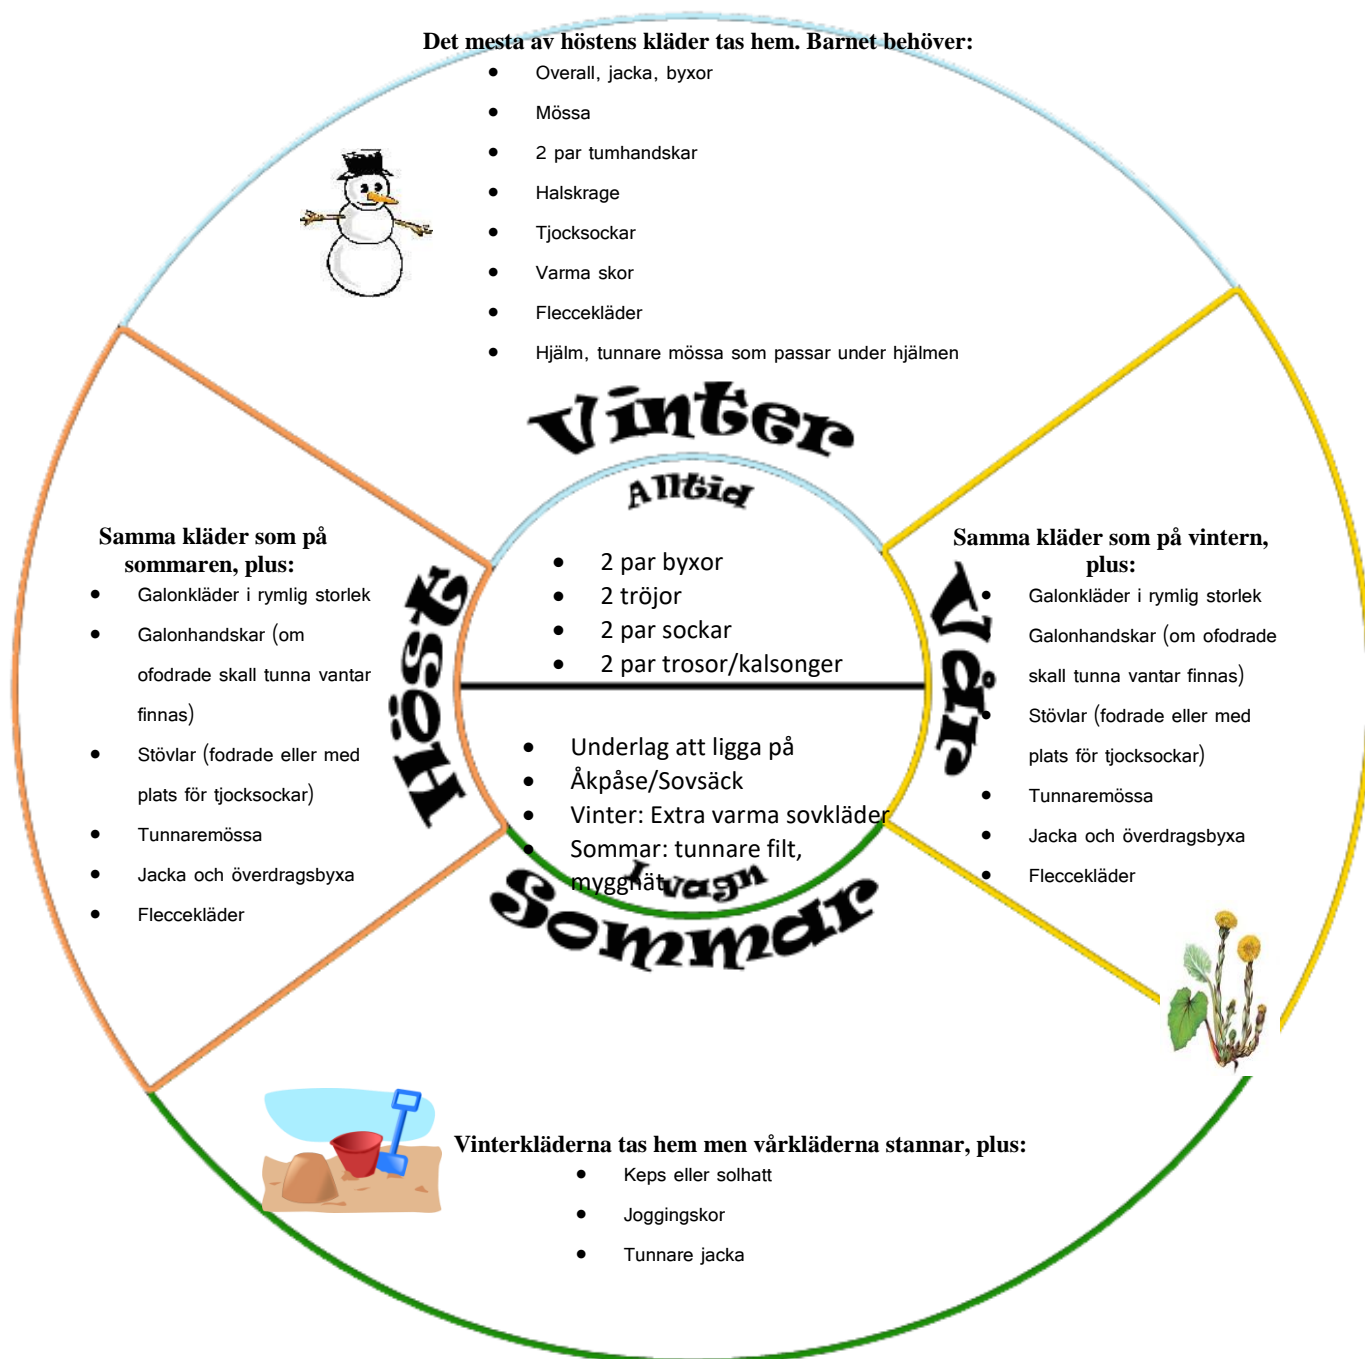 Det mesta av höstens kläder tas hem. Barnet behöver:
• Overall, jacka, byxor
• Mössa
• 2 par tumhandskar
• Halskrage
• Tjocksockar
• Varma skor
• Fleccekläder
• Hjälm, tunnare mössa som passar under hjälmen
Vinter
Alltid
• 2 par byxor
• 2 tröjor
• 2 par sockar
• 2 par trosor/kalsonger
• Underlag att ligga på
• Åkpåse/Sovsäck
• Vinter: Extra varma sovkläder
• Sommar: tunnare filt,
myggnät
I vagn
Höst
Samma kläder som på
sommaren, plus:
• Galonkläder i rymlig storlek
• Galonhandskar (om
ofodrade skall tunna vantar
finnas)
• Stövlar (fodrade eller med
plats för tjocksockar)
• Tunnaremössa
• Jacka och överdragsbyxa
• Fleccekläder
Vår
Samma kläder som på vintern,
plus:
• Galonkläder i rymlig storlek
• Galonhandskar (om ofodrade
skall tunna vantar finnas)
• Stövlar (fodrade eller med
plats för tjocksockar)
• Tunnaremössa
• Jacka och överdragsbyxa
• Fleccekläder
Sommar
Vinterkläderna tas hem men vårkläderna stannar, plus:
• Keps eller solhatt
• Joggingskor
• Tunnare jacka